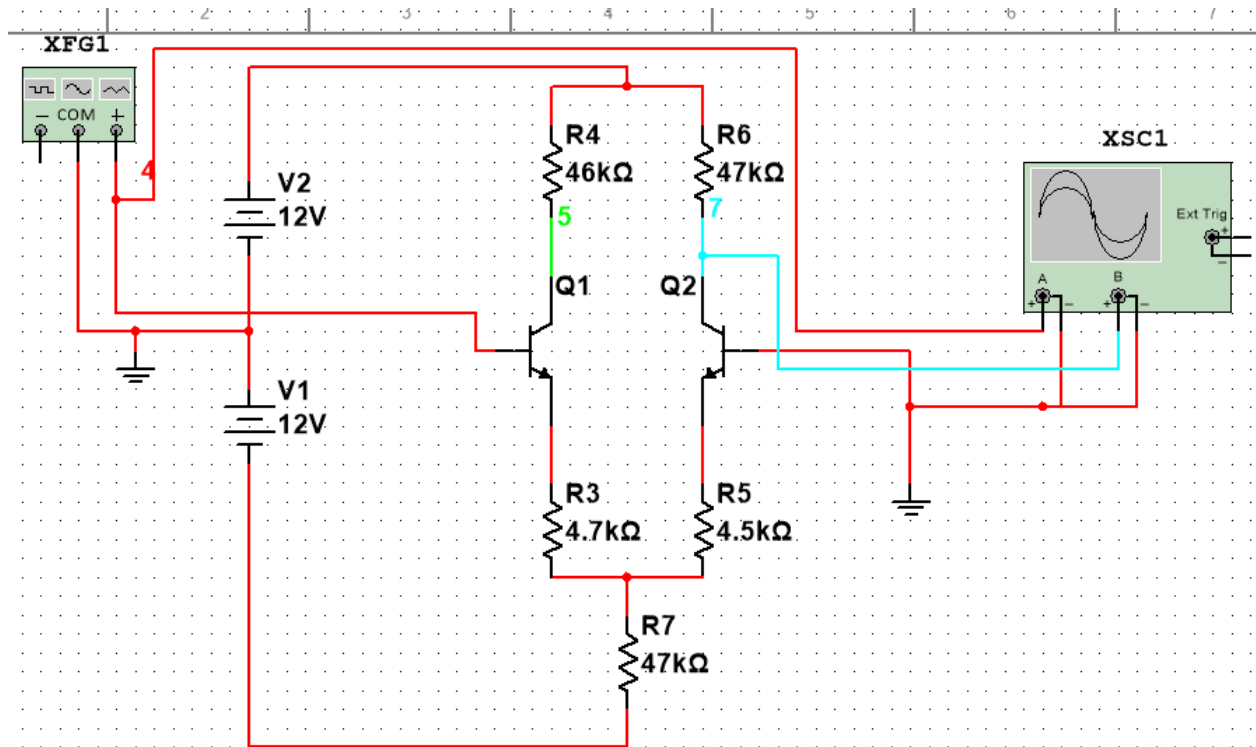 2 3 4 5 6 7
XFG1
− COM +
4
V2
12V
R4
46kΩ
R6
47kΩ
5
7
XSC1
Ext Trig
+
−
A
B
+ − + −
Q1
Q2
V1
12V
R3
4.7kΩ
R5
4.5kΩ
R7
47kΩ